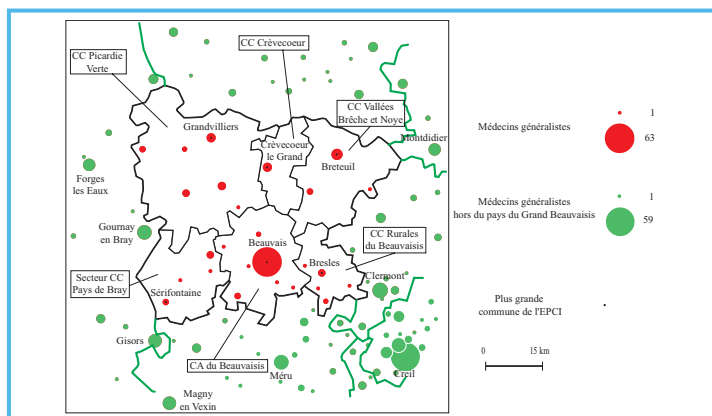 CC Crèvecoeur
CC Picardie
Verte
CC Vallées
Brêche et Noye
Grandvilliers
Crèvecoeur
le Grand
Montdidier
Breteuil
Forges
les Eaux
Gournay
en Bray
CC Rurales
du Beauvaisis
Beauvais
Bresles
Secteur CC
Pays de Bray
Clermont
Sérifontaine
Gisors
CA du Beauvaisis
Méru
Creil
Magny
en Vexin
1
Médecins généralistes
63
Médecins généralistes
hors du pays du Grand Beauvaisis
1
59
Plus grande
commune de l'EPCI
0 15 km